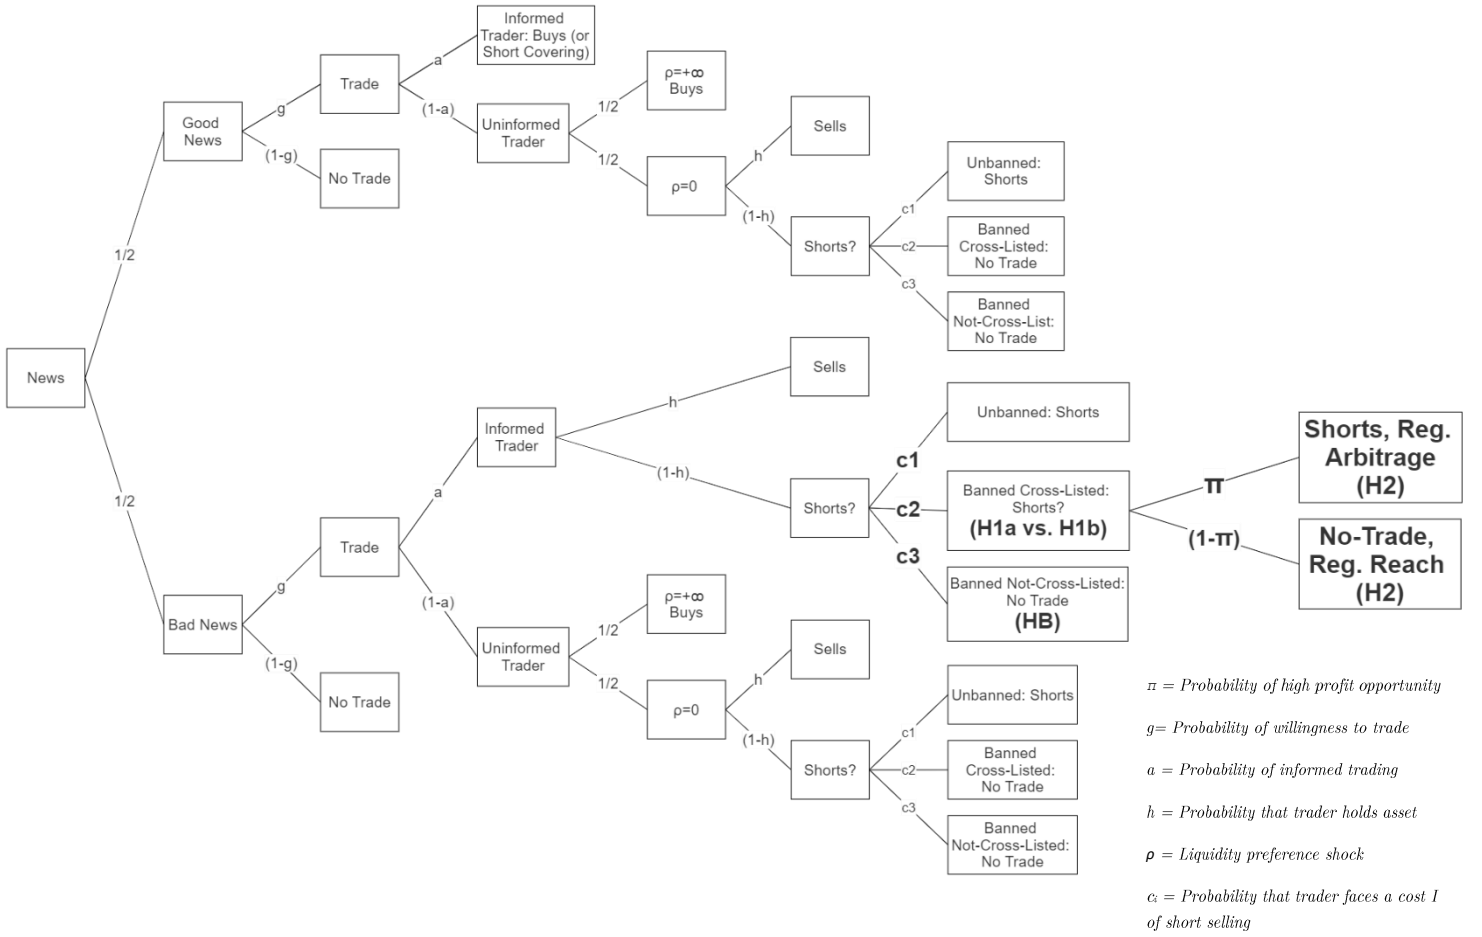 News
1/2
1/2
Good
News
g
(1-g)
Trade
No Trade
a
(1-a)
Informed
Trader: Buys (or
Short Covering)
Uninformed
Trader
1/2
1/2
ρ=+∞
Buys
ρ=0
h
(1-h)
Sells
Shorts?
c1
c2
c3
Unbanned:
Shorts
Banned
Cross-Listed:
No Trade
Banned
Not-Cross-List:
No Trade
Bad News
g
(1-g)
Trade
No Trade
a
(1-a)
Informed
Trader
h
(1-h)
Sells
Shorts?
c1
c2
c3
Unbanned: Shorts
Banned Cross-Listed:
Shorts?
(H1a vs. H1b)
Banned Not-Cross-Listed:
No Trade
(HB)
π
(1-π)
Shorts, Reg.
Arbitrage
(H2)
No-Trade,
Reg. Reach
(H2)
Uninformed
Trader
1/2
1/2
ρ=+∞
Buys
ρ=0
h
(1-h)
Sells
Shorts?
c1
c2
c3
Unbanned: Shorts
Banned
Cross-Listed:
No Trade
Banned
Not-Cross-Listed:
No Trade
π = Probability of high profit opportunity
g= Probability of willingness to trade
a = Probability of informed trading
h = Probability that trader holds asset
ρ = Liquidity preference shock
cᵢ = Probability that trader faces a cost I
of short selling